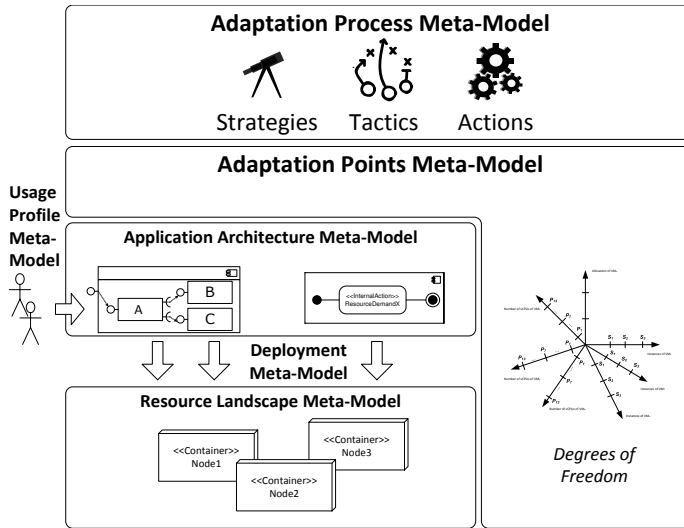 Adaptation Process Meta-Model
Strategies Tactics Actions
Adaptation Points Meta-Model
Usage
Profile
Meta-
Model
Application Architecture Meta-Model
A
B
C
<<InternalAction>>
ResourceDemandX
Deployment
Meta-Model
Resource Landscape Meta-Model
<<Container>>
Node1
<<Container>>
Node2
<<Container>>
Node3
Degrees of
Freedom